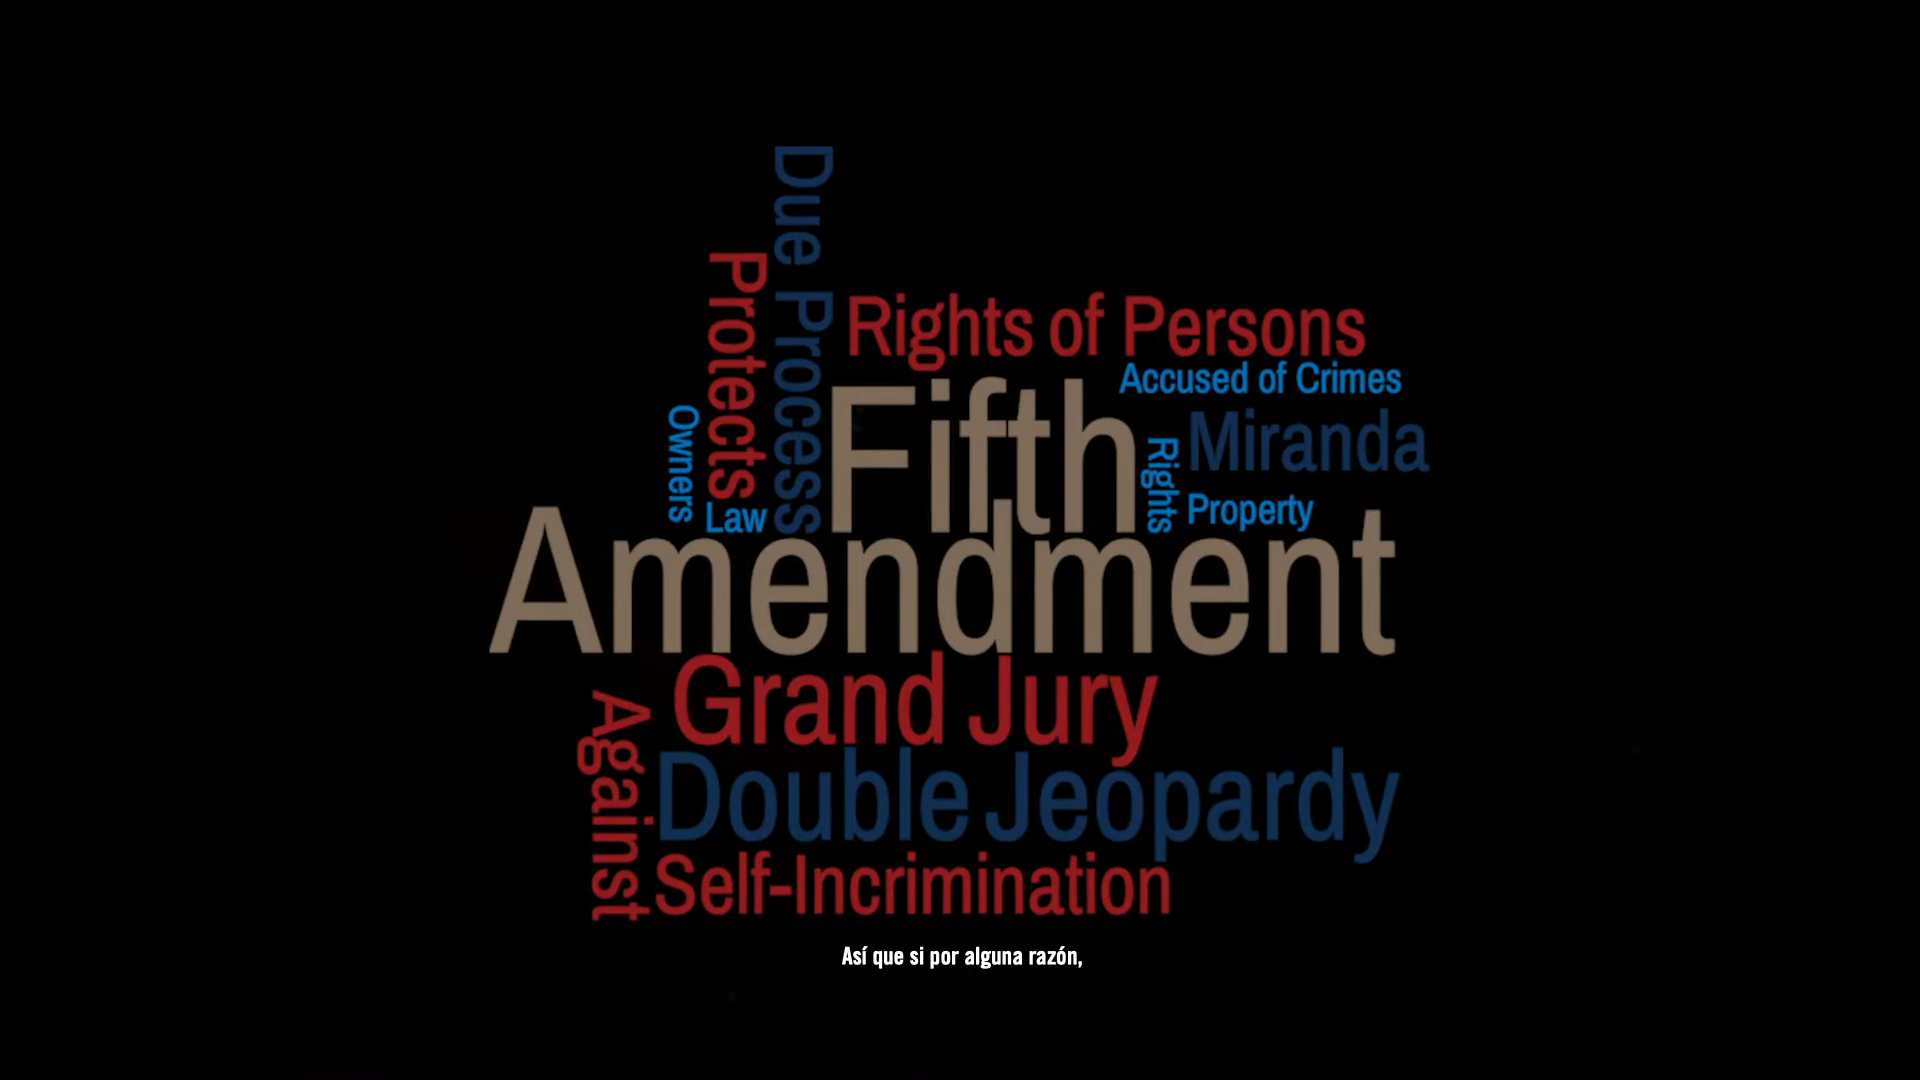 Due Process
Protects
Rights of Persons
Accused of Crimes
Owners
Law
Fifth
Rights
Miranda
Property
Amendment
Grand Jury
Against
Double Jeopardy
Self-Incrimination
Así que si por alguna razón,